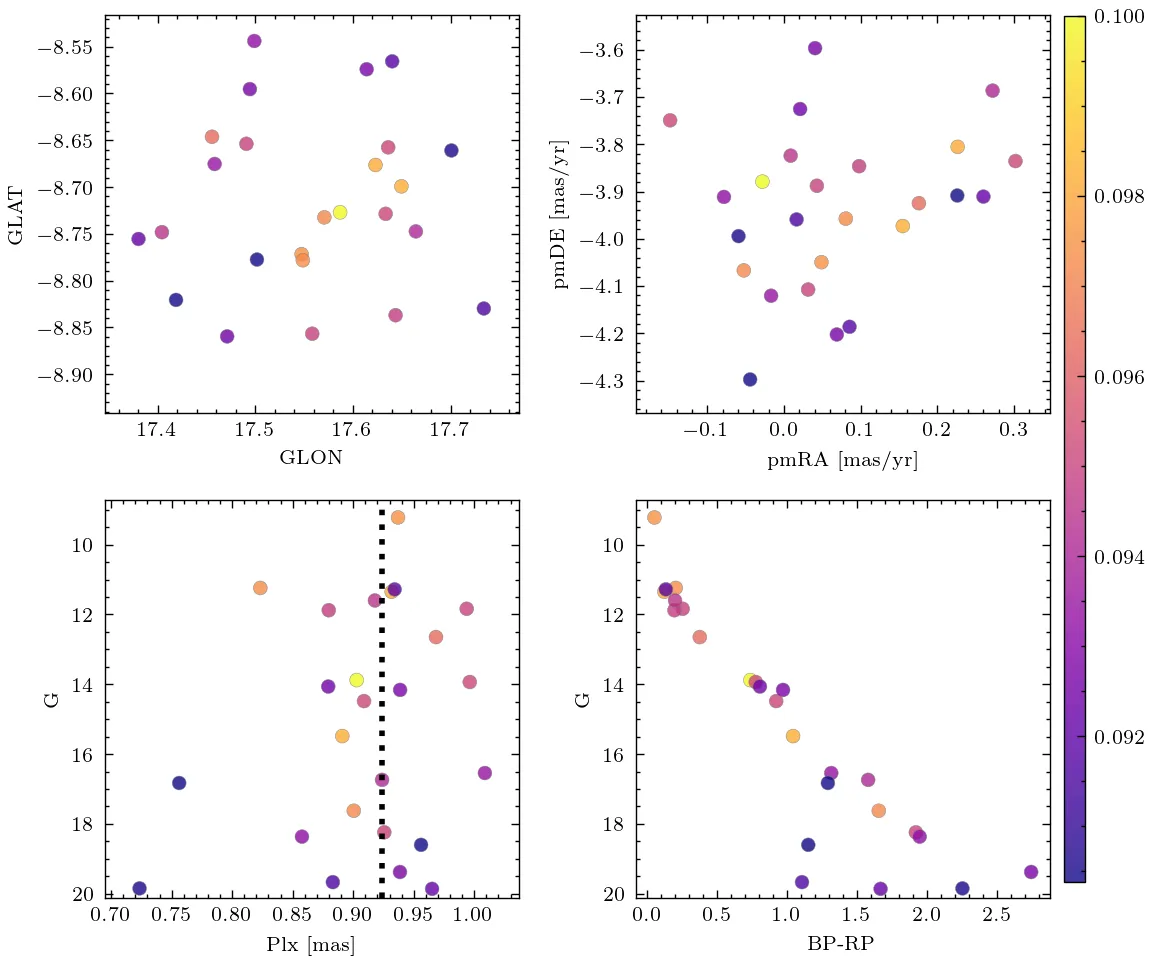 −8.55
−8.60
−8.65
−8.70
−8.75
−8.80
−8.85
−8.90
GLAT
17.4 17.5 17.6 17.7
GLON
−3.6
−3.7
−3.8
−3.9
−4.0
−4.1
−4.2
−4.3
pmDE [mas/yr]
−0.1 0.0 0.1 0.2 0.3
pmRA [mas/yr]
0.100
0.098
0.096
0.094
0.092
10
12
14
16
18
20
G
0.70 0.75 0.80 0.85 0.90 0.95 1.00
Plx [mas]
10
12
14
16
18
20
G
0.0 0.5 1.0 1.5 2.0 2.5
BP-RP